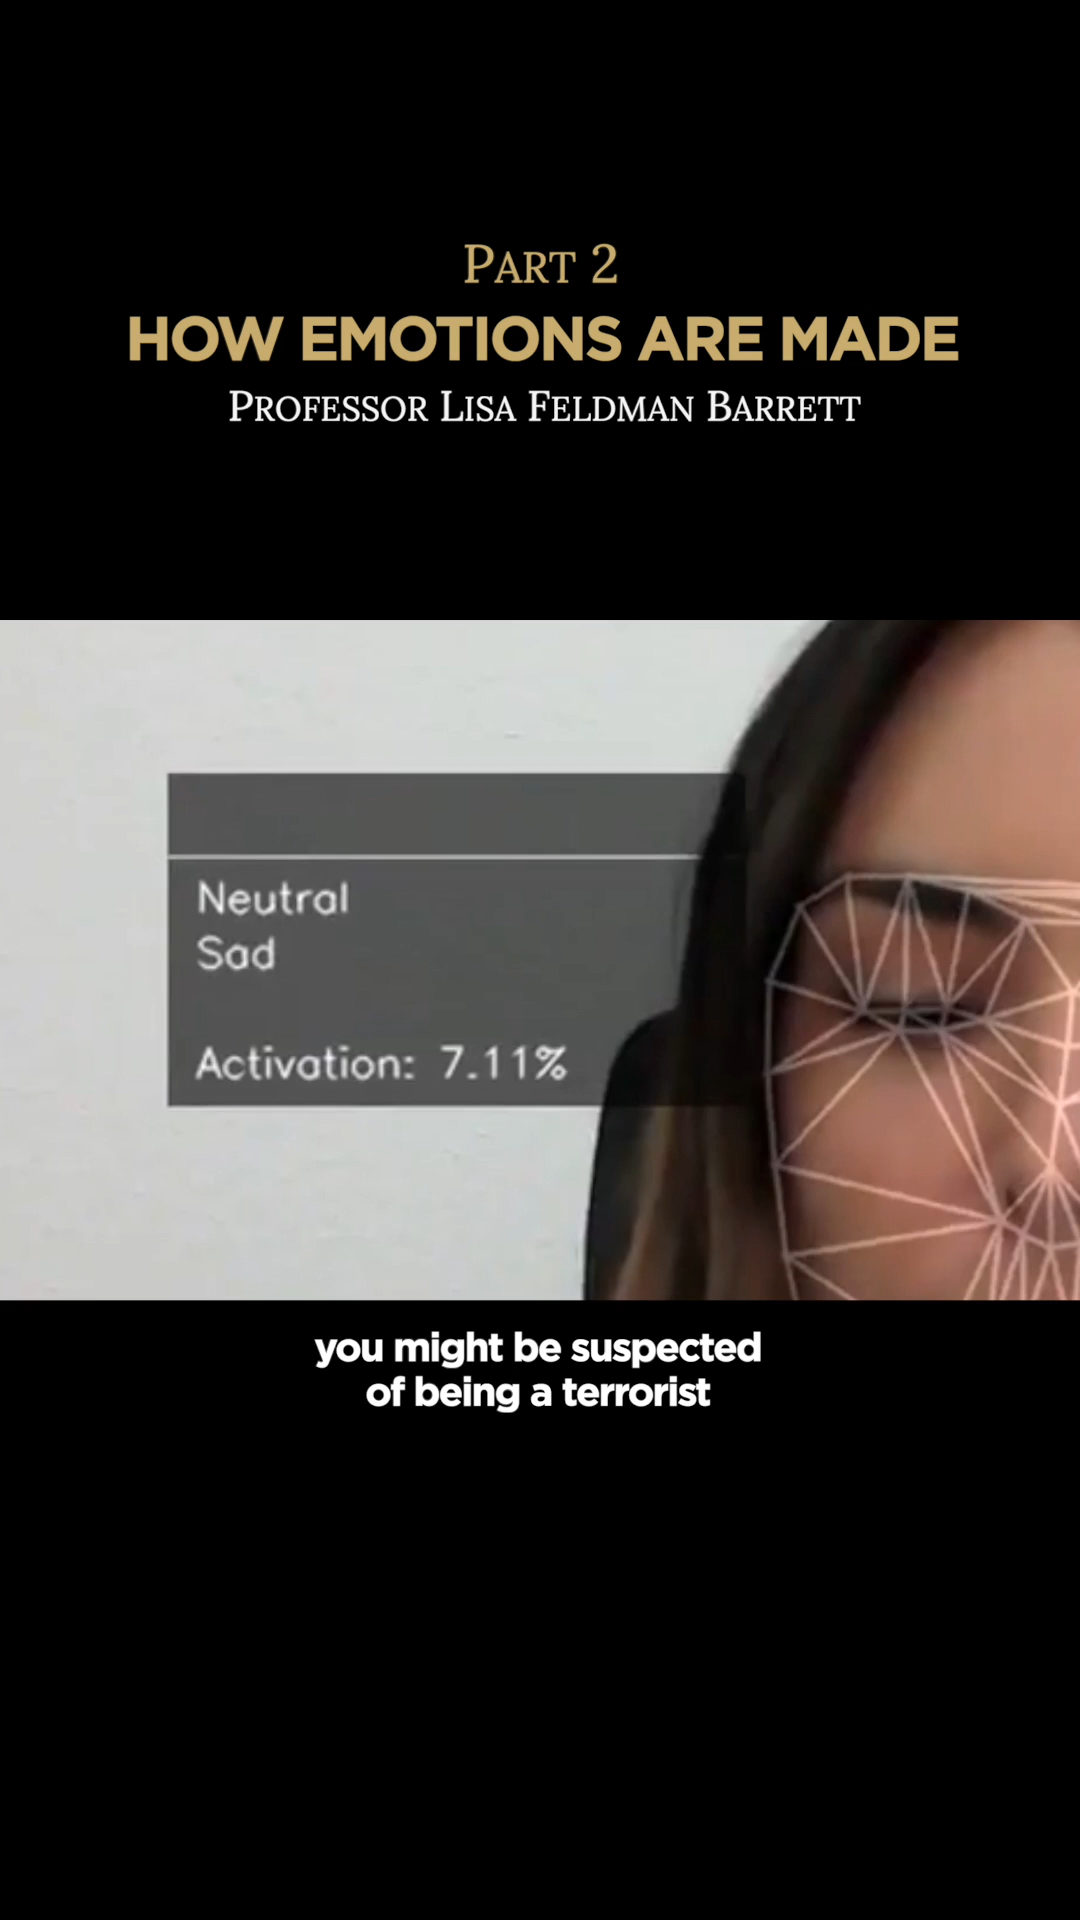 Part 2
HOW EMOTIONS ARE MADE
Professor Lisa Feldman Barrett
Neutral
Sad
Activation: 7.11%
you might be suspected
of being a terrorist